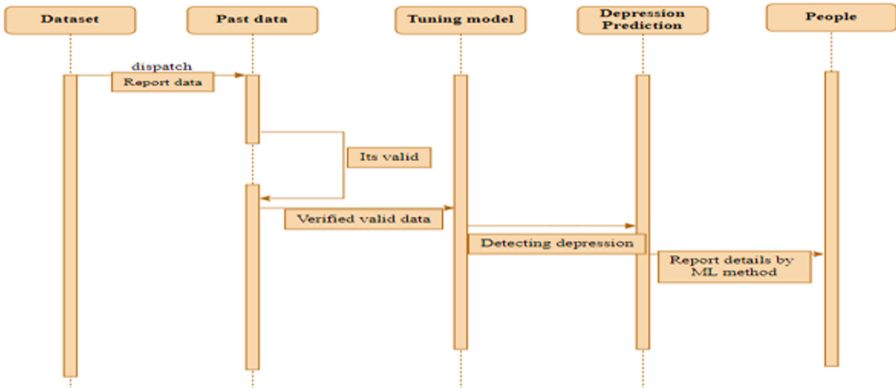 Dataset
Past data
Tuning model
Depression
Prediction
People
dispatch
Report data
Its valid
Verified valid data
Detecting depression
Report details by
ML method